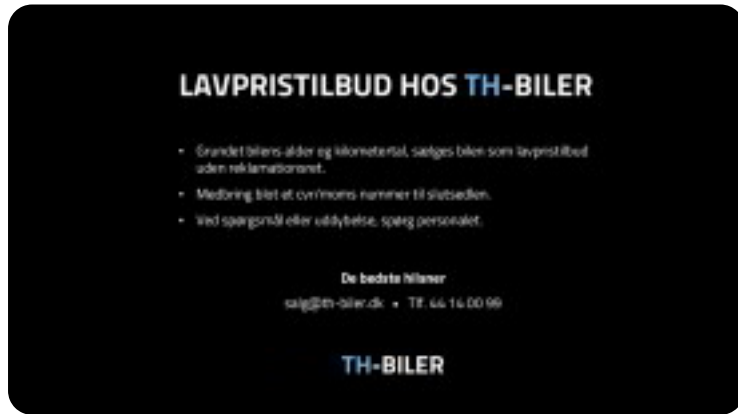 LAVPRISTILBUD HOS TH-BILER
• Grundet bilens alder og kilometertal, sælges bilen som lavpristilbud
uden reklamationsret.
• Medbring blot et cvr/moms nummer til slutsedlen.
• Ved spørgsmål eller uddybelse, spørg personalet.
De bedste hilsner
salg@th-biler.dk • Tlf. 44 14 00 99
TH-BILER